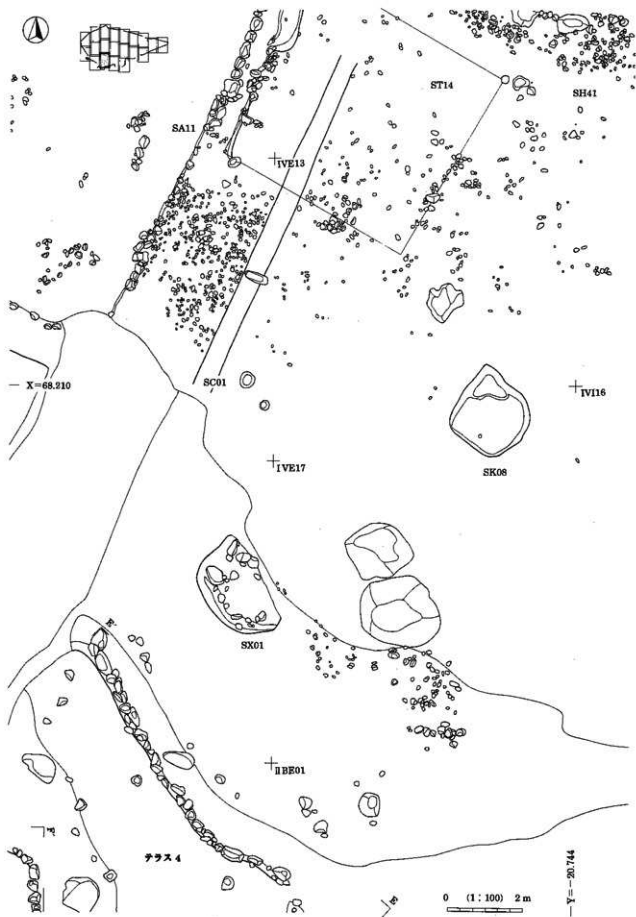 ST14
SH41
SA11
IVE13
SC01
X=68.210
IVI16
IVE17
SK08
SX01
IIBE01
テラス 4
0 (1:100) 2 m
Y=-20.744